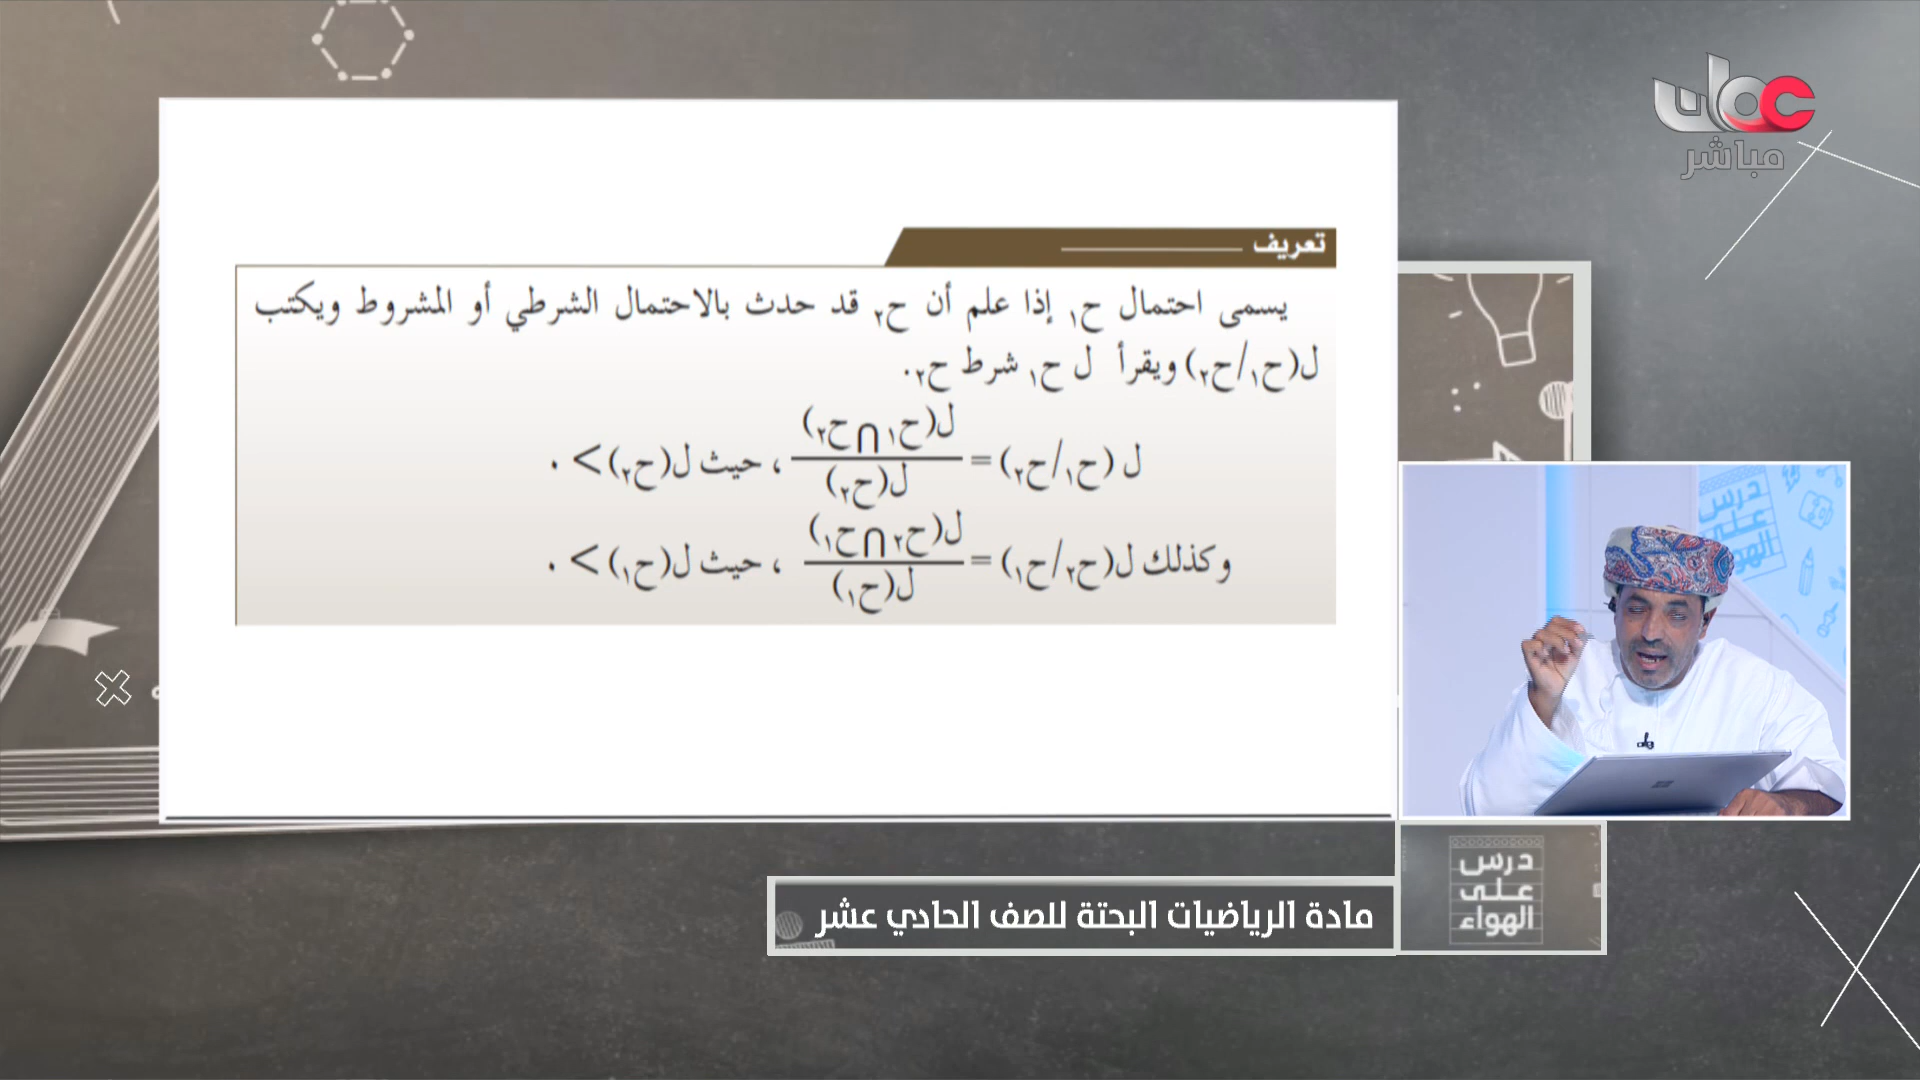 عمان
مباشر
تعريف
يسمى احتمال ح١ إذا علم أن ح٢ قد حدث بالاحتمال الشرطي أو المشروط ويكتب
ل(ح١/ح٢) ويقرأ ل ح١ شرط ح٢.
ل (ح١/ح٢) = ل(ح١∩ح٢) / ل(ح٢) ، حيث ل(ح٢) > ٠
وكذلك ل(ح٢/ح١) = ل(ح٢∩ح١) / ل(ح١) ، حيث ل(ح١) > ٠
درس
على
الهواء
درس
على
الهواء
مادة الرياضيات البحتة للصف الحادي عشر